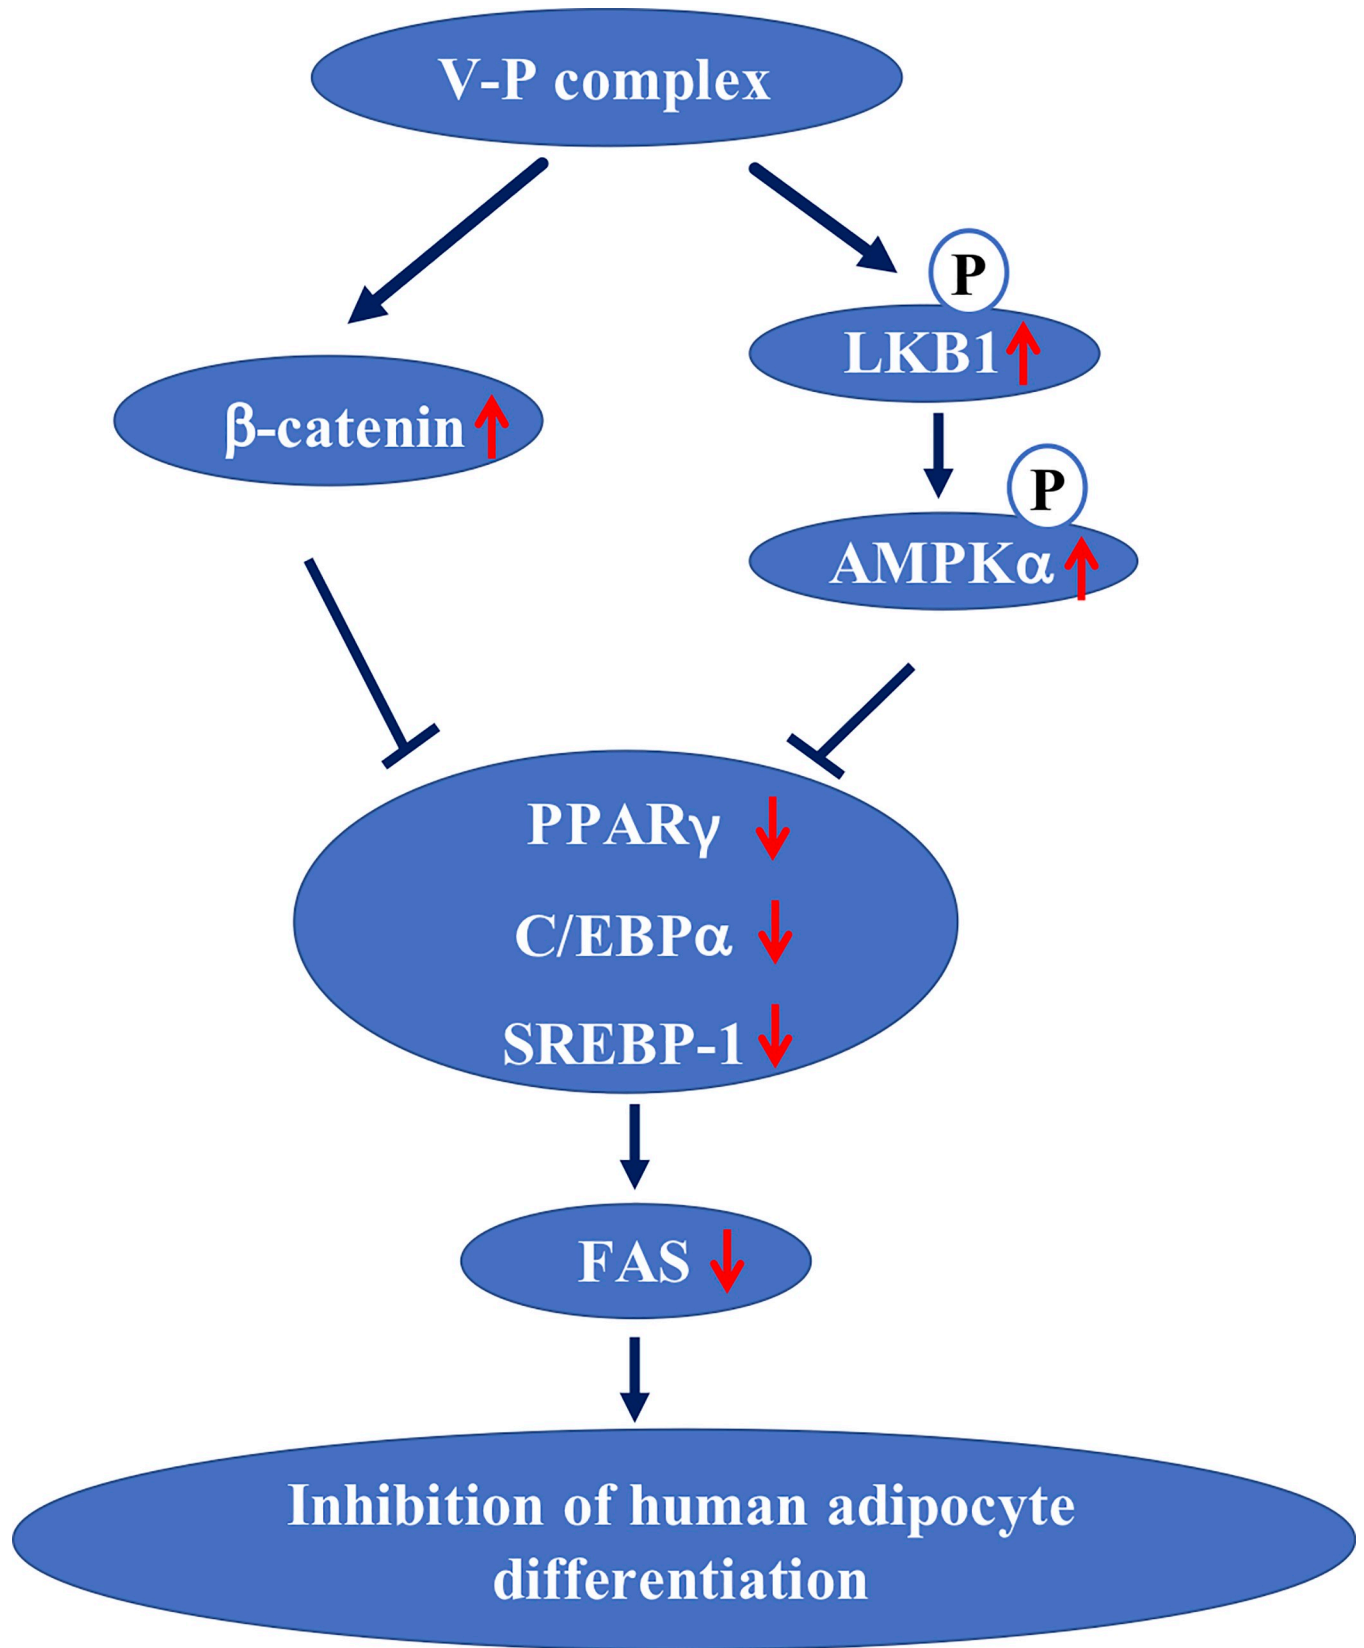 V-P complex
P
LKB1
β-catenin
P
AMPKα
PPARγ
C/EBPα
SREBP-1
FAS
Inhibition of human adipocyte
differentiation